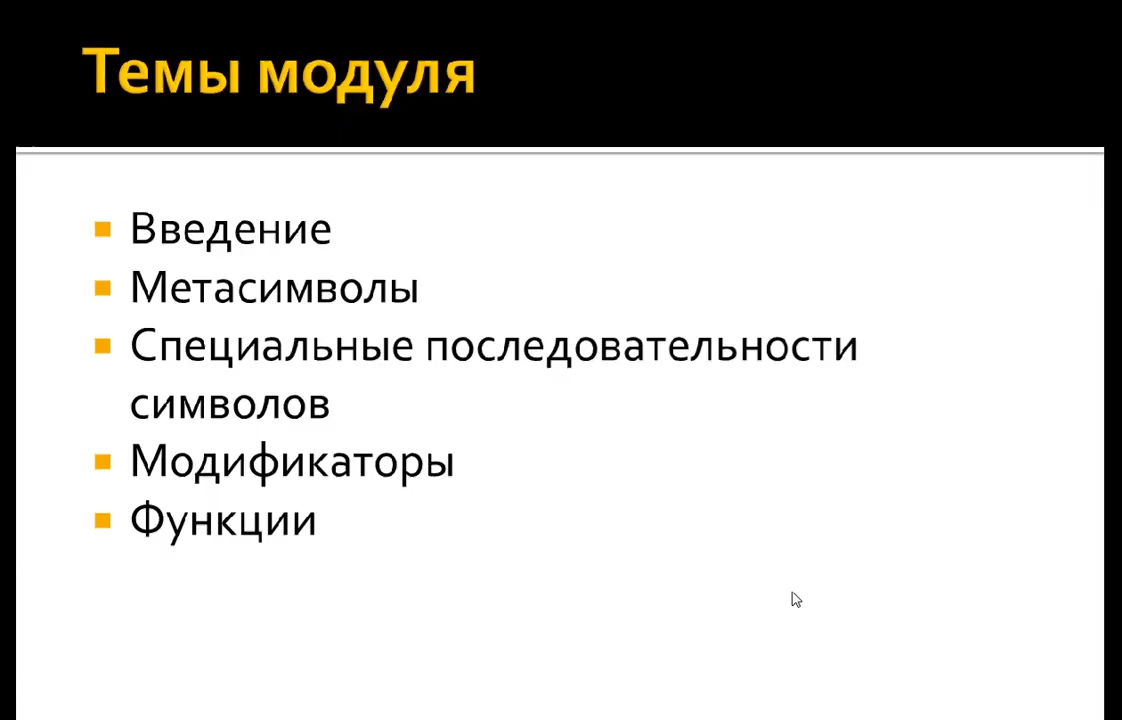 Темы модуля
Введение
Метасимволы
Специальные последовательности
символов
Модификаторы
Функции